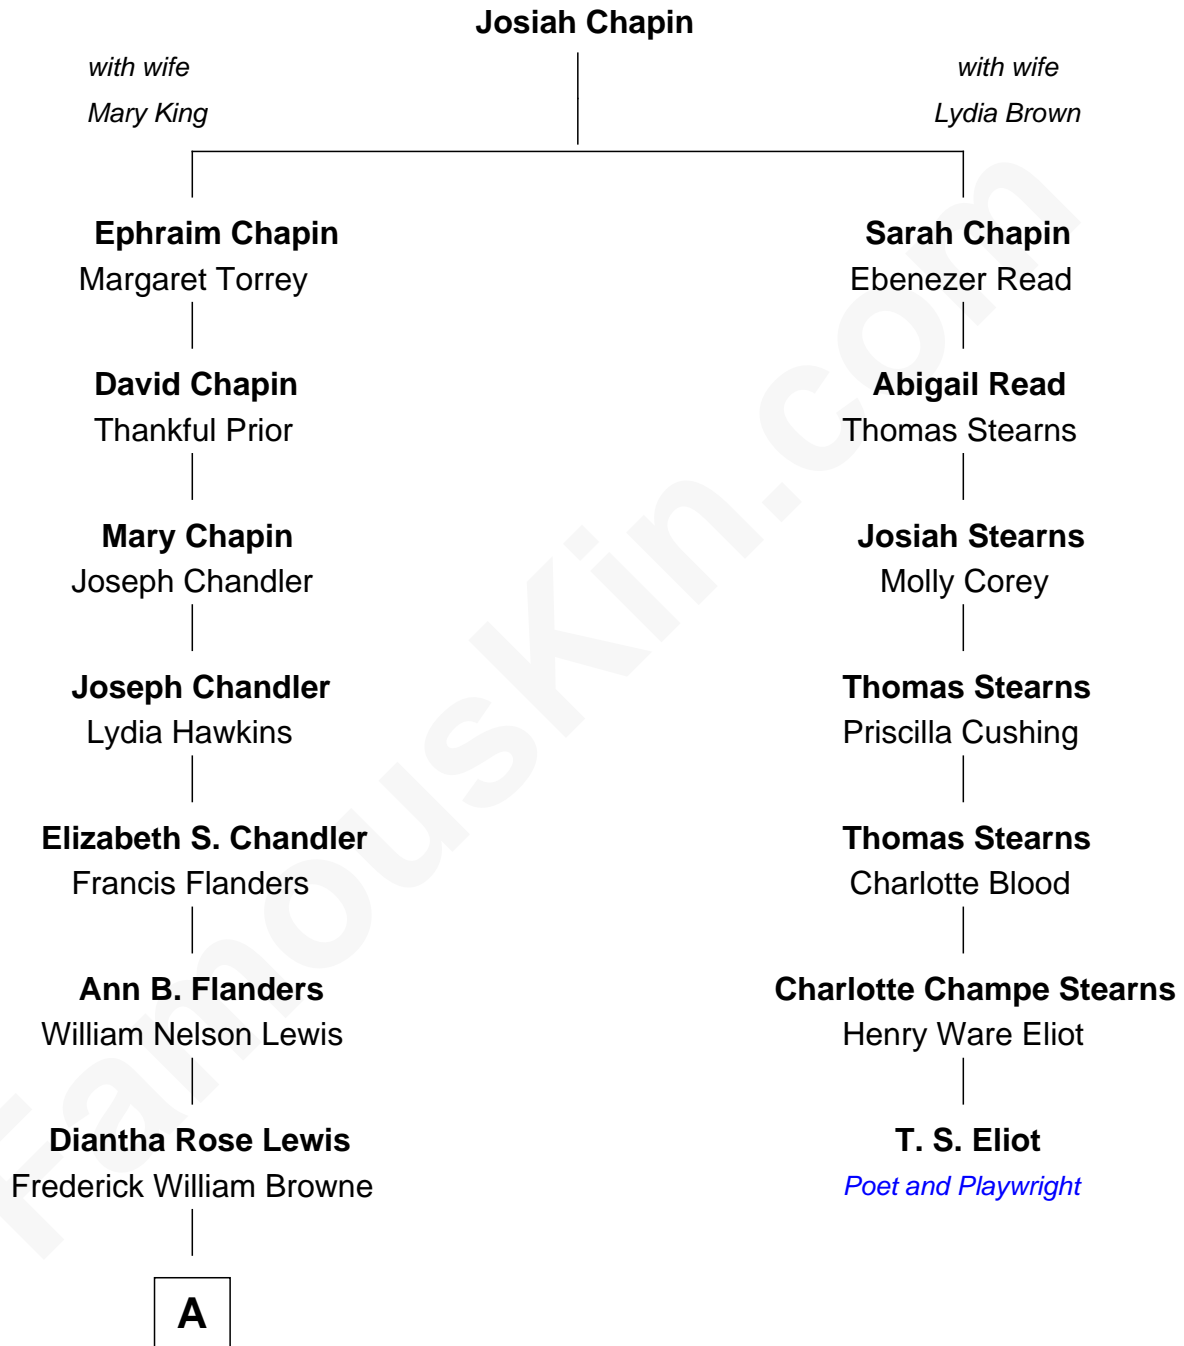 Josiah Chapin
with wife
Mary King
with wife
Lydia Brown
Ephraim Chapin
Margaret Torrey
Sarah Chapin
Ebenezer Read
David Chapin
Thankful Prior
Abigail Read
Thomas Stearns
Mary Chapin
Joseph Chandler
Josiah Stearns
Molly Corey
Joseph Chandler
Lydia Hawkins
Thomas Stearns
Priscilla Cushing
Elizabeth S. Chandler
Francis Flanders
Thomas Stearns
Charlotte Blood
Ann B. Flanders
William Nelson Lewis
Charlotte Champe Stearns
Henry Ware Eliot
Diantha Rose Lewis
Frederick William Browne
T. S. Eliot
Poet and Playwright
A
FamousKin.com